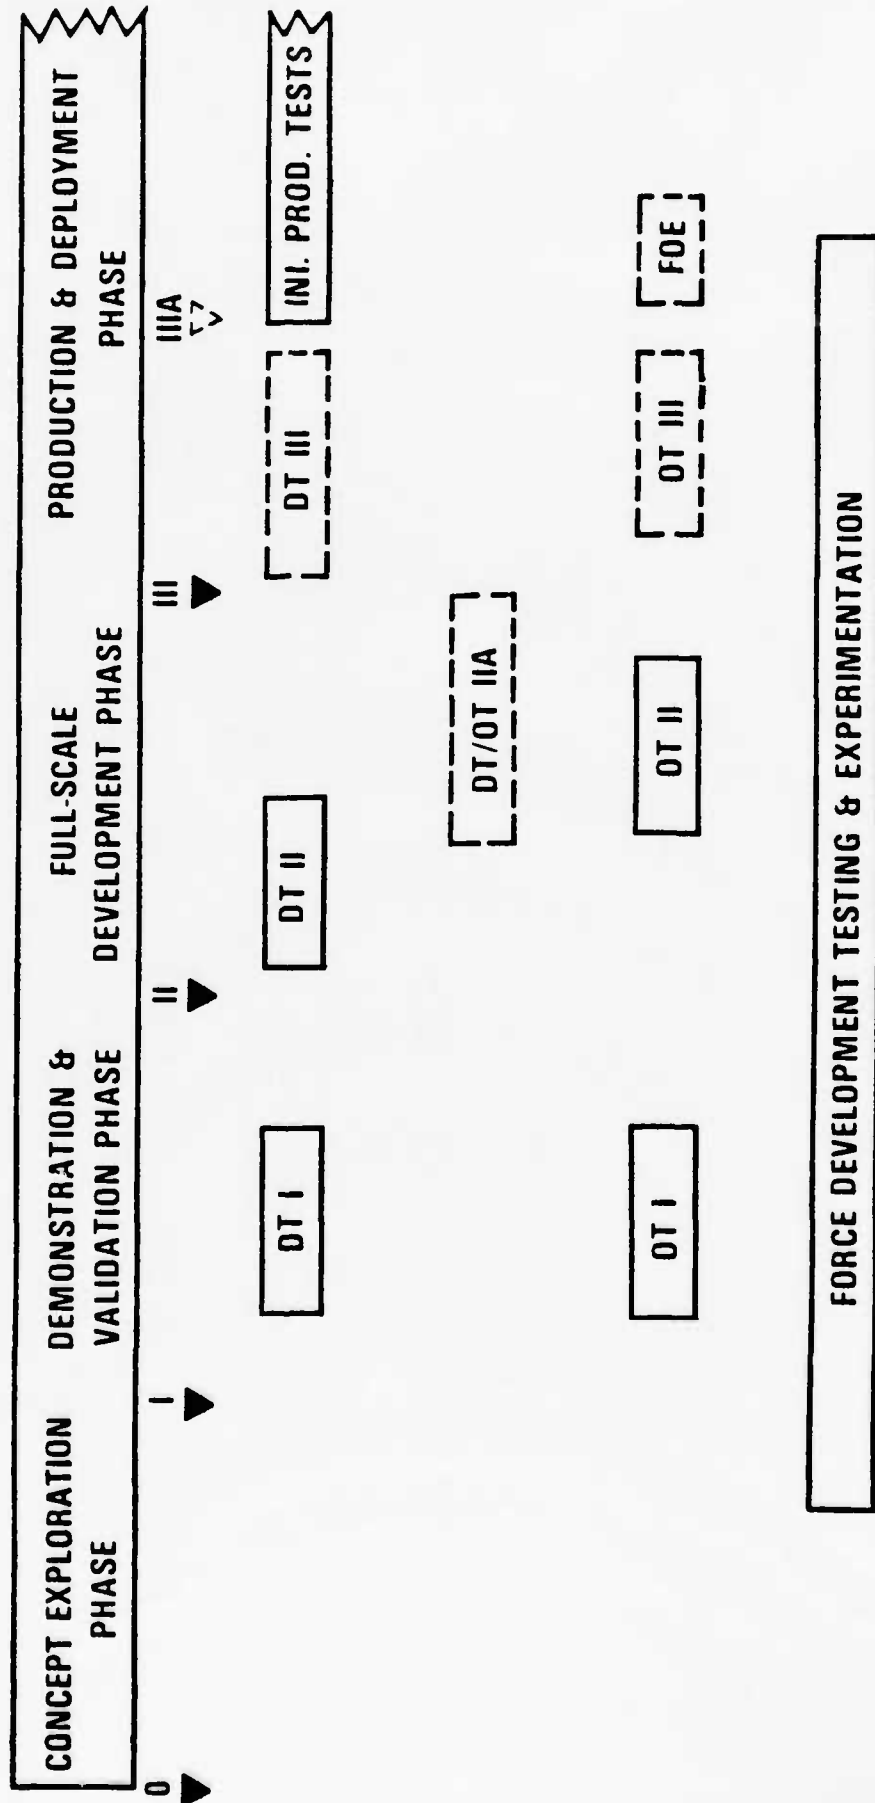 CONCEPT EXPLORATION
PHASE
DEMONSTRATION &
VALIDATION PHASE
FULL-SCALE
DEVELOPMENT PHASE
PRODUCTION & DEPLOYMENT
PHASE
0
I
II
III
IIIA
DT I
DT II
DT III
INI. PROD. TESTS
DT/OT IIA
OT I
OT II
OT III
FOE
FORCE DEVELOPMENT TESTING & EXPERIMENTATION